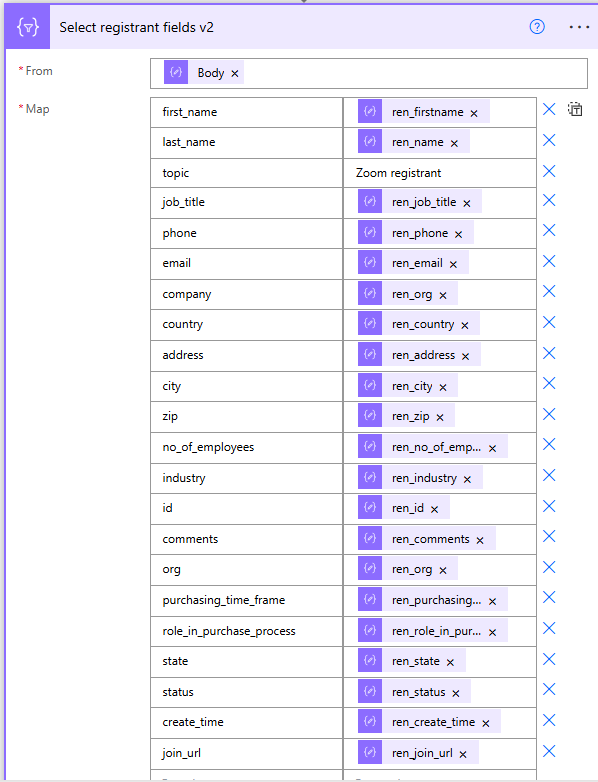 Select registrant fields v2
* From
Body
* Map
first_name ren_firstname
last_name ren_name
topic Zoom registrant
job_title ren_job_title
phone ren_phone
email ren_email
company ren_org
country ren_country
address ren_address
city ren_city
zip ren_zip
no_of_employees ren_no_of_emp...
industry ren_industry
id ren_id
comments ren_comments
org ren_org
purchasing_time_frame ren_purchasing...
role_in_purchase_process ren_role_in_pur...
state ren_state
status ren_status
create_time ren_create_time
join_url ren_join_url